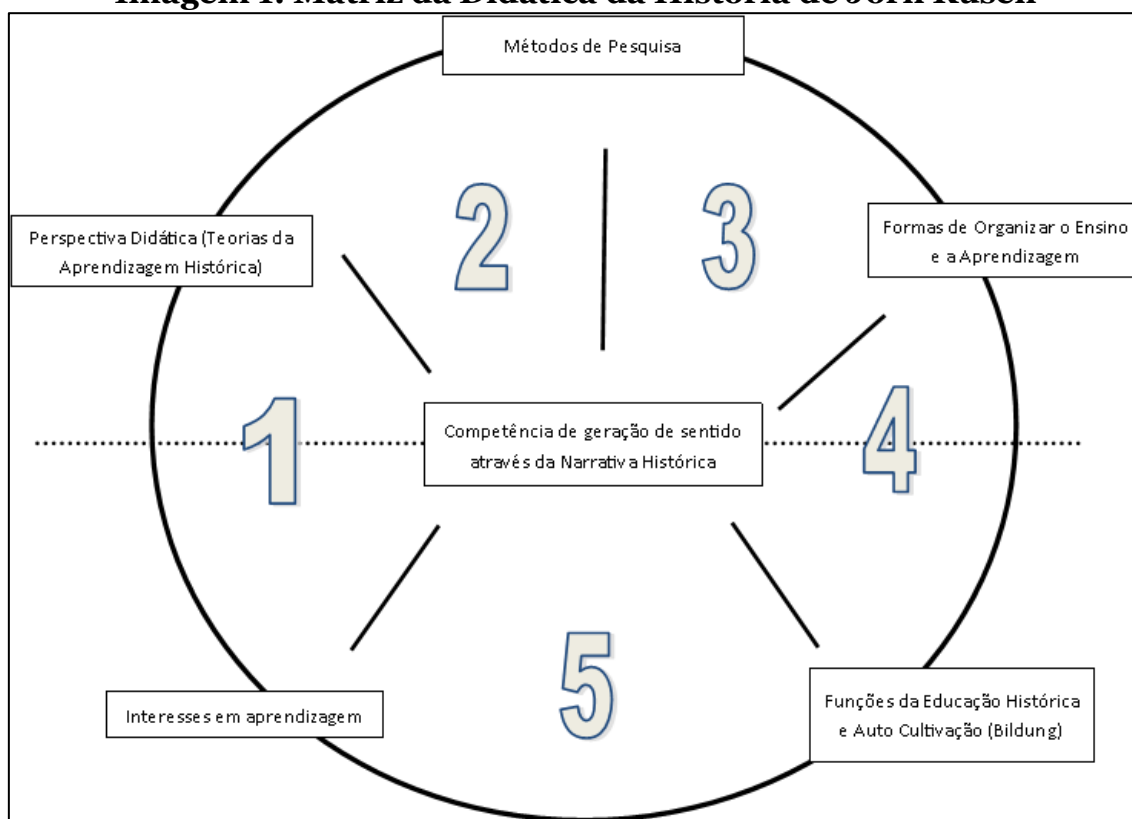 Imagem 1: Matriz da Didática da História de Jörn Rüsen
Métodos de Pesquisa
2
3
Perspectiva Didática (Teorias da
Aprendizagem Histórica)
Formas de Organizar o Ensino
e a Aprendizagem
1
Competência de geração de sentido
através da Narrativa Histórica
4
5
Interesses em aprendizagem
Funções da Educação Histórica
e Auto Cultivação (Bildung)